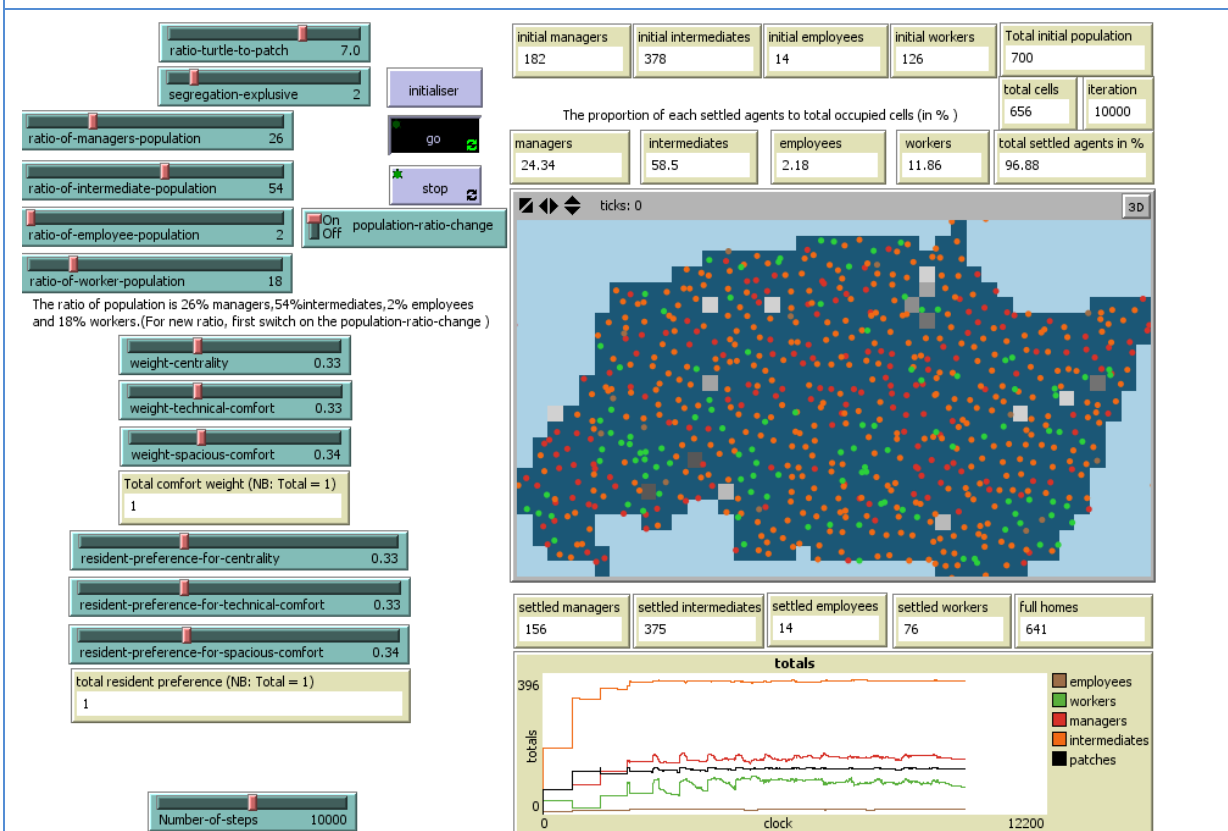 ratio-turtle-to-patch 7.0
segregation-explusive 2
initialiser
ratio-of-managers-population 26
go
ratio-of-intermediate-population 54
stop
ratio-of-employee-population 2
On
Off
population-ratio-change
ratio-of-worker-population 18
The ratio of population is 26% managers,54%intermediates,2% employees
and 18% workers.(For new ratio, first switch on the population-ratio-change )
weight-centrality 0.33
weight-technical-comfort 0.33
weight-spacious-comfort 0.34
Total comfort weight (NB: Total = 1)
1
resident-preference-for-centrality 0.33
resident-preference-for-technical-comfort 0.33
resident-preference-for-spacious-comfort 0.34
total resident preference (NB: Total = 1)
1
Number-of-steps 10000
initial managers
182
initial intermediates
378
initial employees
14
initial workers
126
Total initial population
700
total cells
656
iteration
10000
The proportion of each settled agents to total occupied cells (in % )
managers
24.34
intermediates
58.5
employees
2.18
workers
11.86
total settled agents in %
96.88
ticks: 0
3D
settled managers
156
settled intermediates
375
settled employees
14
settled workers
76
full homes
641
totals
396
totals
0
0
clock
12200
employees
workers
managers
intermediates
patches